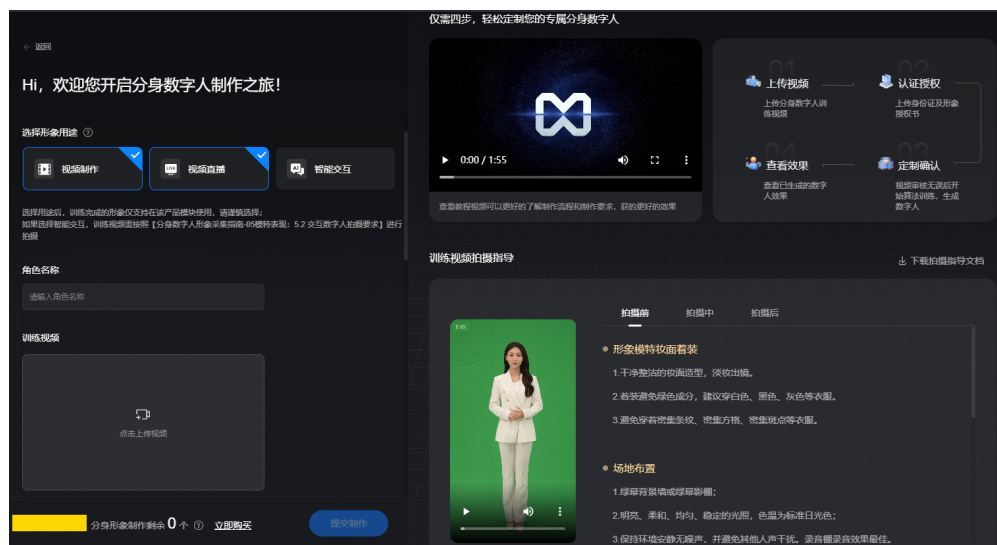 ← 返回
Hi，欢迎您开启分身数字人制作之旅！
选择形象用途 ?
视频制作
LIVE 视频直播
AI 智能交互
选择用途后，训练完成的形象仅支持在该产品模块使用，请谨慎选择；
如果选择智能交互，训练视频需按照【分身数字人形象采集指南-05模特表现：5.2 交互数字人拍摄要求】进行
拍摄
角色名称
请输入角色名称
训练视频
点击上传视频
分身形象制作剩余 0 个 ? 立即购买
提交制作
仅需四步，轻松定制您的专属分身数字人
0:00 / 1:55
查看教程视频可以更好的了解制作流程和制作要求，获的更好的效果
01
上传视频
上传分身数字人训
练视频
02
认证授权
上传身份证及形象
授权书
04
查看效果
查看已生成的数字
人效果
03
定制确认
视频审核无误后开
始算法训练，生成
数字人
训练视频拍摄指导
下载拍摄指导文档
拍摄前 拍摄中 拍摄后
形象模特妆面着装
1.干净整洁的妆面造型，淡妆出镜。
2.着装避免绿色成分，建议穿白色、黑色、灰色等衣服。
3.避免穿着密集条纹、密集方格、密集斑点等衣服。
场地布置
1.绿幕背景墙或绿幕影棚；
2.明亮、柔和、均匀、稳定的光照，色温为标准日光色；
3.保持环境安静无噪声，并避免其他人声干扰。录音棚录音效果最佳。